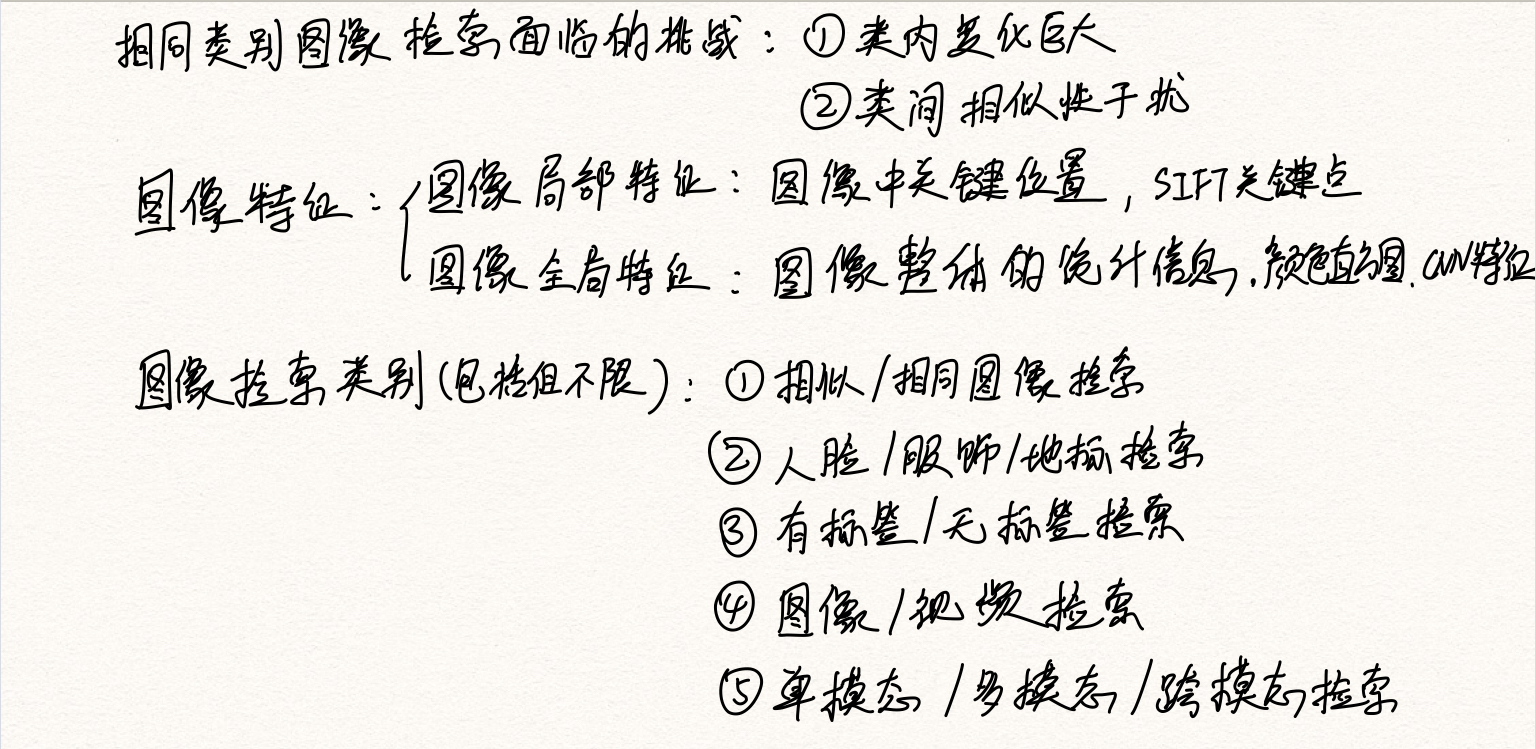 相同类别图像检索面临的挑战：①类内变化巨大
②类间相似性干扰
图像特征：
图像局部特征：图像中关键位置，SIFT关键点
图像全局特征：图像整体的统计信息.颜色直方图.CNN特征
图像检索类别(包括但不限)：①相似/相同图像检索
②人脸/服饰/地标检索
③有标签/无标签检索
④图像/视频检索
⑤单模态/多模态/跨模态检索